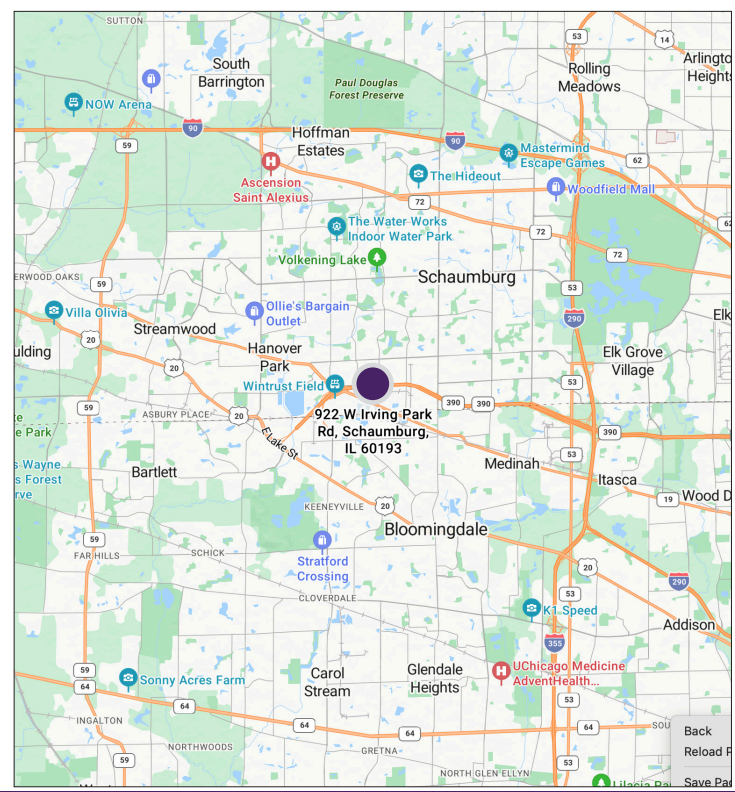 SUTTON
53
14
South
Barrington
Rolling
Meadows
Arlingto
Heights
Paul Douglas
Forest Preserve
NOW Arena
90
59
Hoffman
Estates
90
Mastermind
Escape Games
62
Ascension
Saint Alexius
The Hideout
Woodfield Mall
72
The Water Works
Indoor Water Park
72
62
72
Volkening Lake
Schaumburg
ERWOOD OAKS
59
53
Villa Olivia
Ollie's Bargain
Outlet
290
Elk
Streamwood
20
ulding
Hanover
Park
Elk Grove
Village
20
Wintrust Field
53
59
ASBURY PLACE
20
922 W Irving Park
Rd, Schaumburg,
IL 60193
390
390
390
te
e Park
E Lake St
53
s Wayne
s Forest
rve
Bartlett
Medinah
Itasca
19
Wood D
KEENEYVILLE
20
Bloomingdale
59
FAR HILLS
SCHICK
Stratford
Crossing
20
290
CLOVERDALE
53
K1 Speed
Addison
355
59
64
Sonny Acres Farm
Carol
Stream
Glendale
Heights
UChicago Medicine
AdventHealth...
53
INGALTON
64
64
64
64
SOU
NORTHWOODS
GRETNA
59
53
NORTH GLEN ELLYN
Lilacia Pa
Back
Reload P
Save Pag